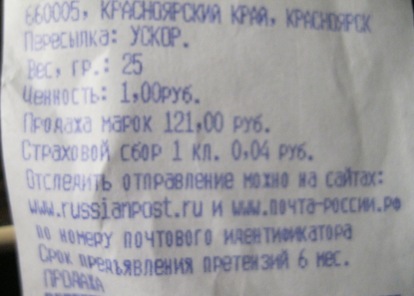 660005, КРАСНОЯРСКИЙ КРАЙ, КРАСНОЯРСК
Пересылка: УСКОР.
Вес, гр.: 25
Ценность: 1,00руб.
Продажа марок 121,00 руб.
Страховой сбор 1 кл. 0,04 руб.
Отследить отправление можно на сайтах:
www.russianpost.ru и www.почта-россии.рф
по номеру почтового идентификатора
Срок предъявления претензий 6 мес.
ПРОДАЖА